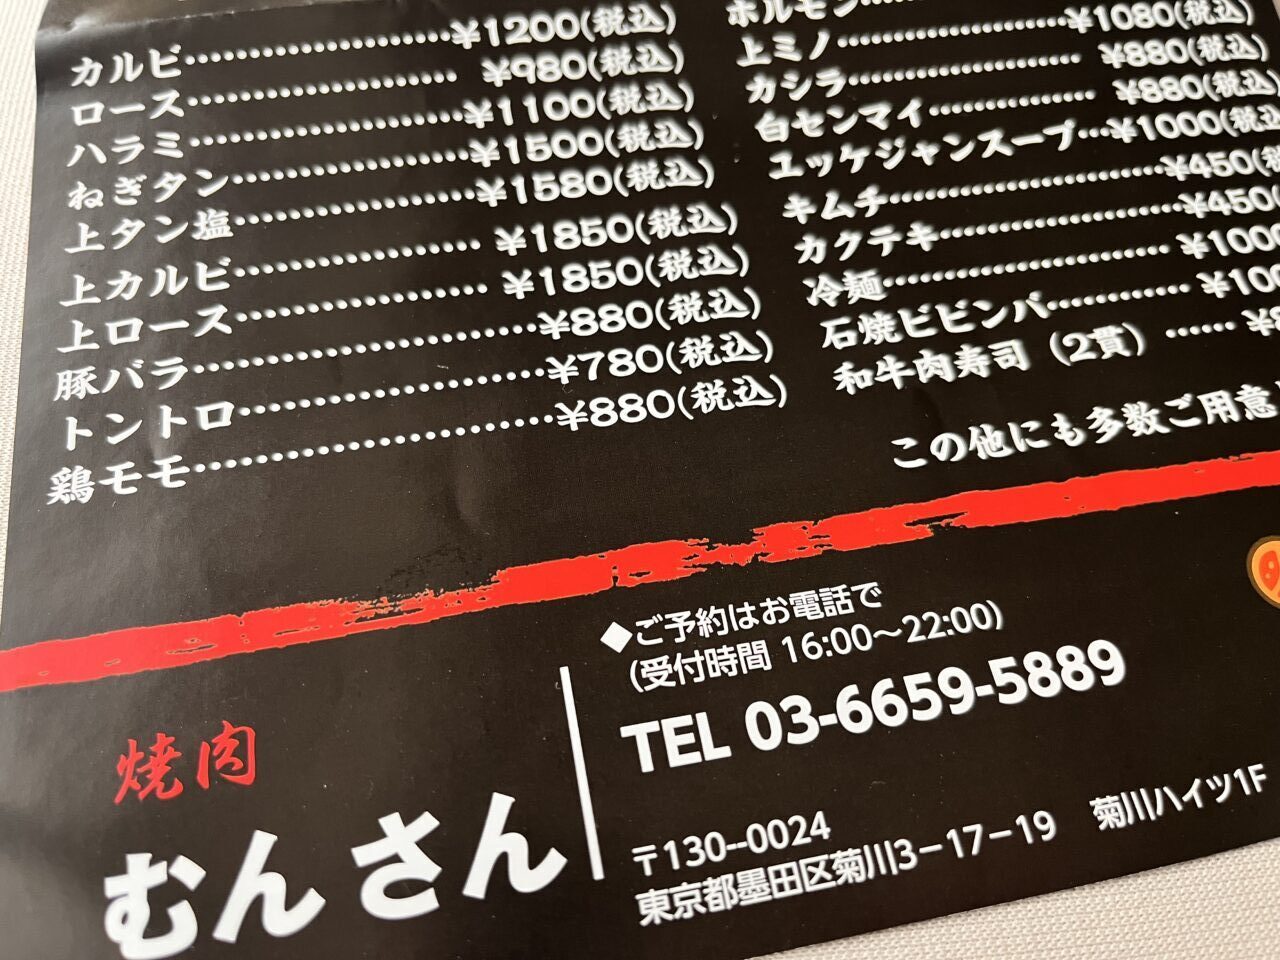 カルビ……………………¥1200(税込)
ロース……………………¥980(税込)
ハラミ……………………¥1100(税込)
ねぎタン…………………¥1500(税込)
上タン塩…………………¥1580(税込)
上カルビ…………………¥1850(税込)
上ロース…………………¥1850(税込)
豚バラ……………………¥880(税込)
トントロ…………………¥780(税込)
鶏モモ……………………¥880(税込)
ホルモン…………
上ミノ……………………¥1080(税込)
カシラ……………………¥880(税込)
白センマイ………………¥880(税込)
ユッケジャンスープ…¥1000(税込
キムチ……………………¥450(税
カクテキ…………………¥450(
冷麺………………………¥1000
石焼ビビンバ……………¥100
和牛肉寿司（2貫）……¥
この他にも多数ご用意
焼肉
むんさん
◆ご予約はお電話で
(受付時間 16:00〜22:00)
TEL 03-6659-5889
〒130--0024
東京都墨田区菊川3－17－19 菊川ハイツ1F